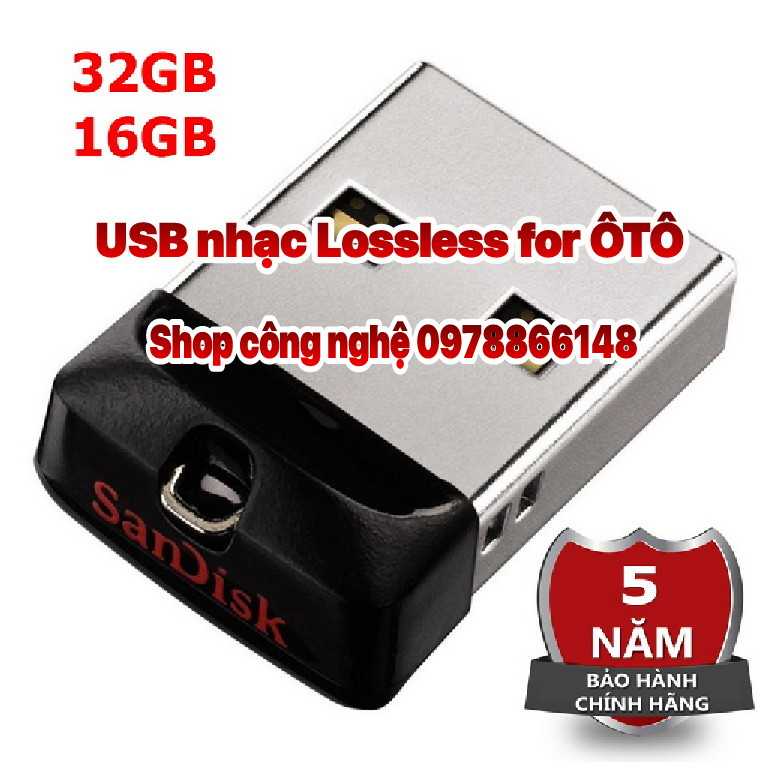 32GB
16GB
USB nhạc Lossless for ÔTÔ
Shop công nghệ 0978866148
SanDisk
5
NĂM
BẢO HÀNH
CHÍNH HÃNG